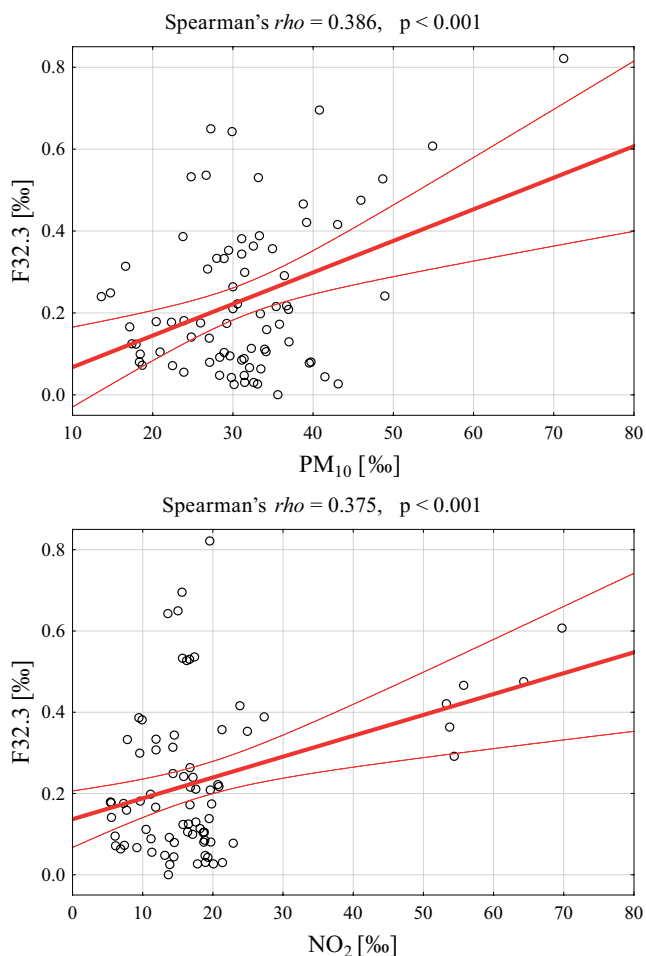 Spearman's rho = 0.386, p < 0.001
F32.3 [‰]
0.8
0.6
0.4
0.2
0.0
10 20 30 40 50 60 70 80
PM₁₀ [‰]
Spearman's rho = 0.375, p < 0.001
F32.3 [‰]
0.8
0.6
0.4
0.2
0.0
0 10 20 30 40 50 60 70 80
NO₂ [‰]